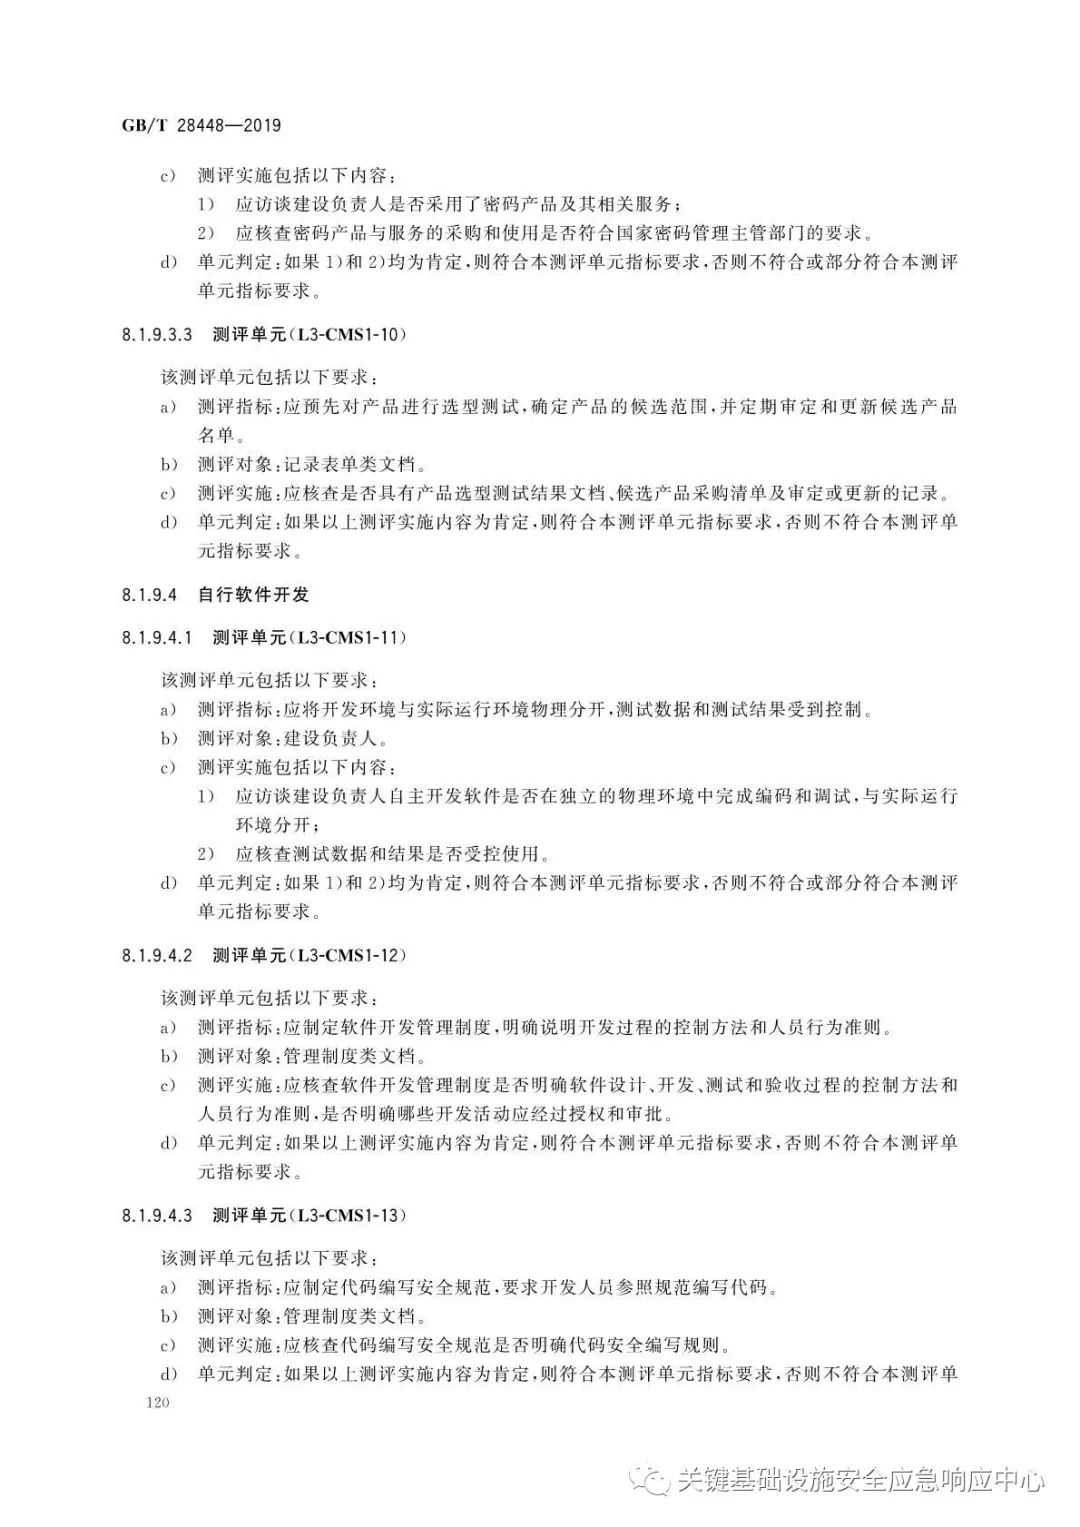 GB/T 28448—2019
c) 测评实施包括以下内容:
1) 应访谈建设负责人是否采用了密码产品及其相关服务;
2) 应核查密码产品与服务的采购和使用是否符合国家密码管理主管部门的要求。
d) 单元判定:如果1)和2)均为肯定,则符合本测评单元指标要求,否则不符合或部分符合本测评
单元指标要求。
8.1.9.3.3 测评单元(L3-CMS1-10)
该测评单元包括以下要求:
a) 测评指标:应预先对产品进行选型测试,确定产品的候选范围,并定期审定和更新候选产品
名单。
b) 测评对象:记录表单类文档。
c) 测评实施:应核查是否具有产品选型测试结果文档、候选产品采购清单及审定或更新的记录。
d) 单元判定:如果以上测评实施内容为肯定,则符合本测评单元指标要求,否则不符合本测评单
元指标要求。
8.1.9.4 自行软件开发
8.1.9.4.1 测评单元(L3-CMS1-11)
该测评单元包括以下要求:
a) 测评指标:应将开发环境与实际运行环境物理分开,测试数据和测试结果受到控制。
b) 测评对象:建设负责人。
c) 测评实施包括以下内容:
1) 应访谈建设负责人自主开发软件是否在独立的物理环境中完成编码和调试,与实际运行
环境分开;
2) 应核查测试数据和结果是否受控使用。
d) 单元判定:如果1)和2)均为肯定,则符合本测评单元指标要求,否则不符合或部分符合本测评
单元指标要求。
8.1.9.4.2 测评单元(L3-CMS1-12)
该测评单元包括以下要求:
a) 测评指标:应制定软件开发管理制度,明确说明开发过程的控制方法和人员行为准则。
b) 测评对象:管理制度类文档。
c) 测评实施:应核查软件开发管理制度是否明确软件设计、开发、测试和验收过程的控制方法和
人员行为准则,是否明确哪些开发活动应经过授权和审批。
d) 单元判定:如果以上测评实施内容为肯定,则符合本测评单元指标要求,否则不符合本测评单
元指标要求。
8.1.9.4.3 测评单元(L3-CMS1-13)
该测评单元包括以下要求:
a) 测评指标:应制定代码编写安全规范,要求开发人员参照规范编写代码。
b) 测评对象:管理制度类文档。
c) 测评实施:应核查代码编写安全规范是否明确代码安全编写规则。
d) 单元判定:如果以上测评实施内容为肯定,则符合本测评单元指标要求,否则不符合本测评单
120
关键基础设施安全应急响应中心